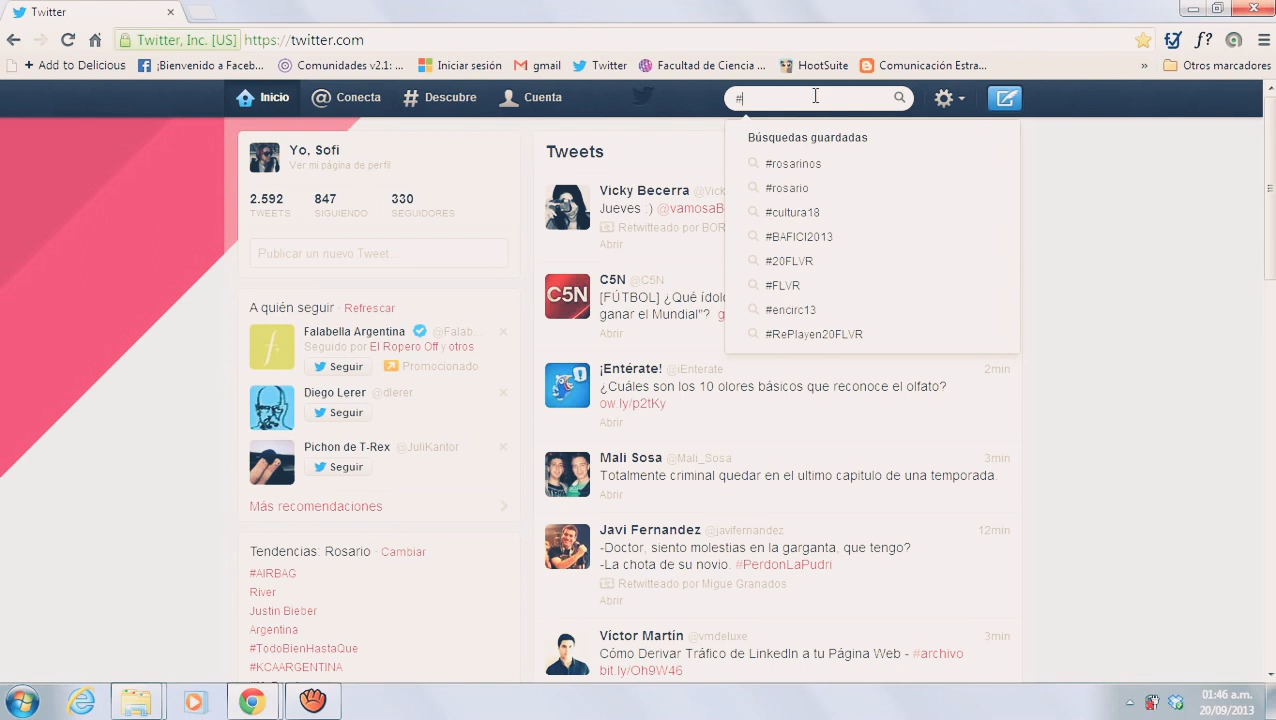 Twitter
Twitter, Inc. [US] https://twitter.com
f?
+ Add to Delicious
¡Bienvenido a Faceb...
Comunidades v2.1: ...
Iniciar sesión
gmail
Twitter
Facultad de Cience ...
HootSuite
Comunicación Estra...
»
Otros marcadores
Inicio
@ Conecta
# Descubre
Cuenta
#
Búsquedas guardadas
#rosarinos
#rosario
#cultura18
#BAFICI2013
#20FLVR
#FLVR
#encirc13
#RePlayen20FLVR
Yo, Sofi
Ver mi página de perfil
2.592 847 330
TWEETS SIGUIENDO SEGUIDORES
Publicar un nuevo Tweet...
A quién seguir · Refrescar
Falabella Argentina @Falab...
Seguido por El Ropero Off y otros
Seguir Promocionado
Diego Lerer @dlerer
Seguir
Pichon de T-Rex @JuliKantor
Seguir
Más recomendaciones
Tendencias: Rosario · Cambiar
#AIRBAG
River
Justin Bieber
Argentina
#TodoBienHastaQue
#KCAARGENTINA
Tweets
Vicky Becerra @Vick
Jueves :) @vamosB
Retwitteado por BOR
Abrir
C5N
C5N @C5N
[FÚTBOL] ¿Qué ídol
ganar el Mundial"? g
Abrir
¡Entérate! @iEnterate 2min
¿Cuáles son los 10 olores básicos que reconoce el olfato?
ow.ly/p2tKy
Abrir
Mali Sosa @Mali_Sosa 3min
Totalmente criminal quedar en el ultimo capitulo de una temporada.
Abrir
Javi Fernandez @javifernandez 12min
-Doctor, siento molestias en la garganta, que tengo?
-La chota de su novio. #PerdonLaPudri
Retwitteado por Migue Granados
Abrir
Víctor Martín @vmdeluxe 3min
Cómo Derivar Tráfico de LinkedIn a tu Página Web - #archivo
bit.ly/Oh9W46
01:46 a.m.
20/09/2013